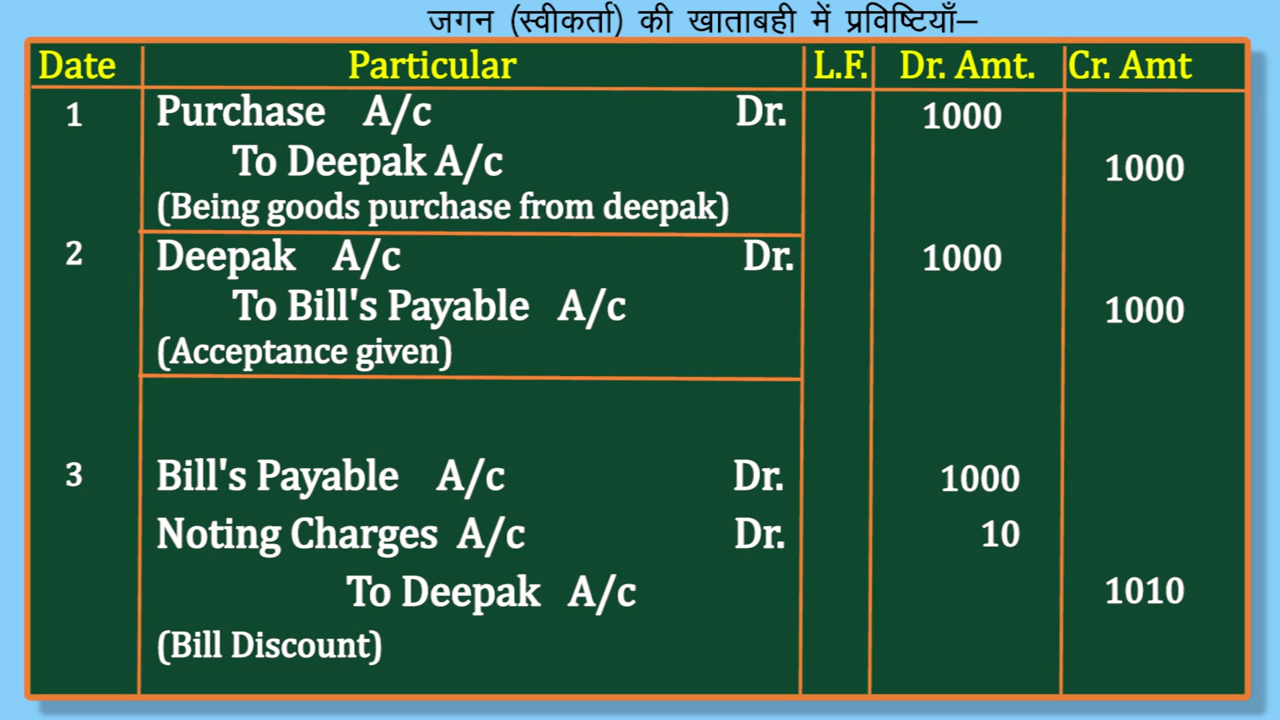 जगन (स्वीकर्ता) की खाताबही में प्रविष्टियाँ–
Date Particular L.F. Dr. Amt. Cr. Amt
1 Purchase A/c Dr. 1000
To Deepak A/c 1000
(Being goods purchase from deepak)
2 Deepak A/c Dr. 1000
To Bill's Payable A/c 1000
(Acceptance given)
3 Bill's Payable A/c Dr. 1000
Noting Charges A/c Dr. 10
To Deepak A/c 1010
(Bill Discount)